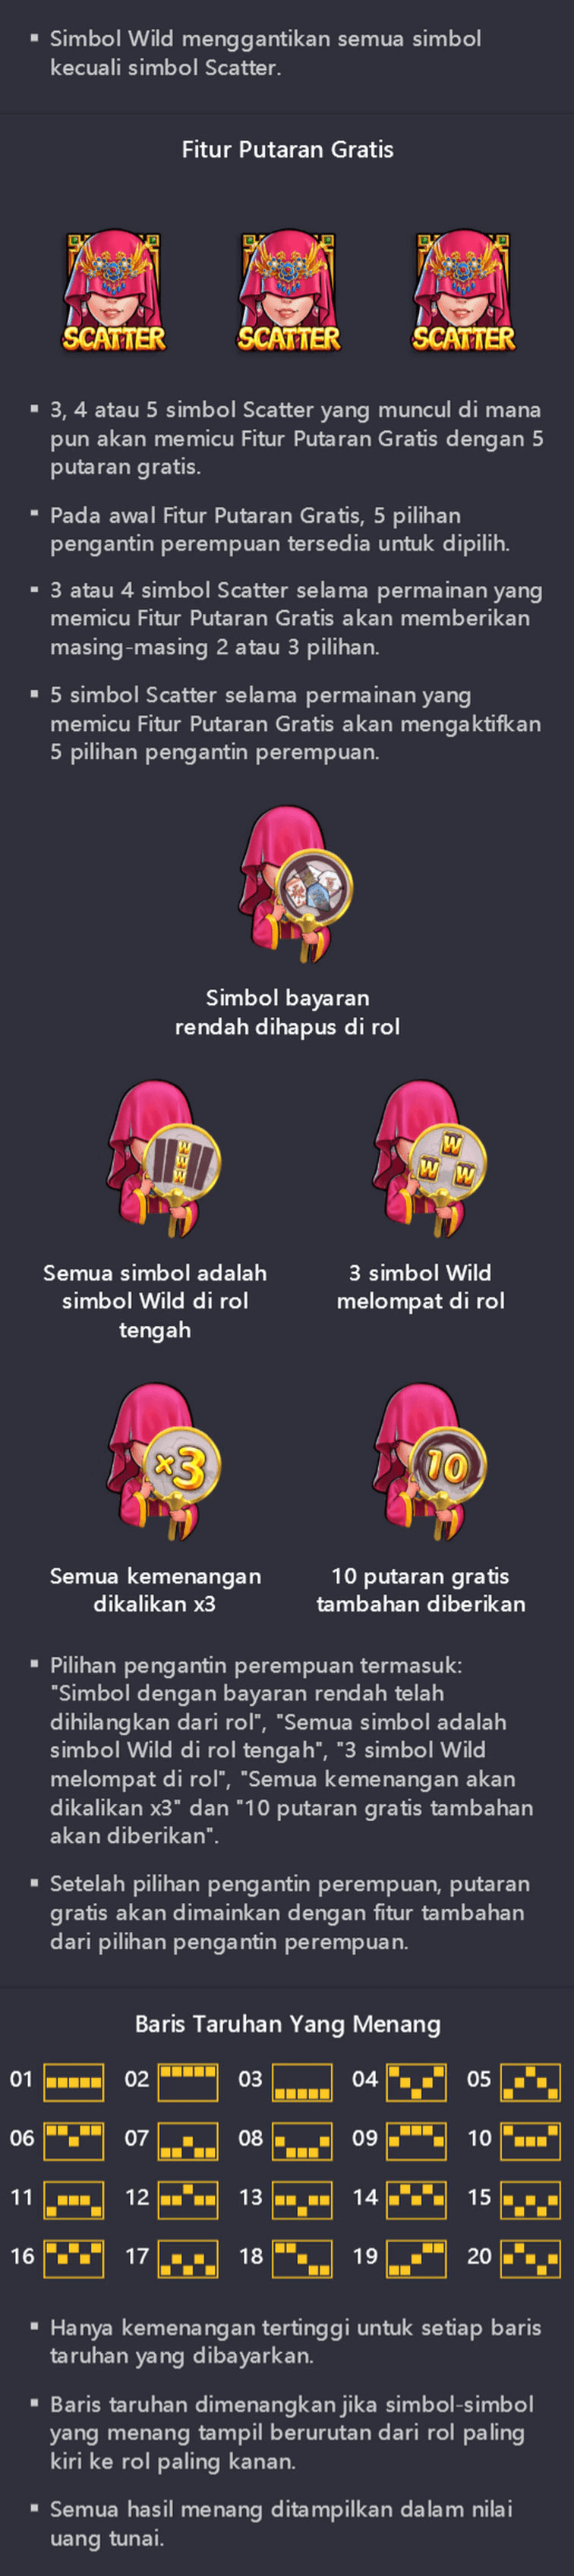 ▪ Simbol Wild menggantikan semua simbol
kecuali simbol Scatter.
Fitur Putaran Gratis
SCATTER SCATTER SCATTER
▪ 3, 4 atau 5 simbol Scatter yang muncul di mana
pun akan memicu Fitur Putaran Gratis dengan 5
putaran gratis.
▪ Pada awal Fitur Putaran Gratis, 5 pilihan
pengantin perempuan tersedia untuk dipilih.
▪ 3 atau 4 simbol Scatter selama permainan yang
memicu Fitur Putaran Gratis akan memberikan
masing-masing 2 atau 3 pilihan.
▪ 5 simbol Scatter selama permainan yang
memicu Fitur Putaran Gratis akan mengaktifkan
5 pilihan pengantin perempuan.
Simbol bayaran
rendah dihapus di rol
W
W
W
Semua simbol adalah
simbol Wild di rol
tengah
W
W W
3 simbol Wild
melompat di rol
x3
Semua kemenangan
dikalikan x3
10
10 putaran gratis
tambahan diberikan
▪ Pilihan pengantin perempuan termasuk:
"Simbol dengan bayaran rendah telah
dihilangkan dari rol", "Semua simbol adalah
simbol Wild di rol tengah", "3 simbol Wild
melompat di rol", "Semua kemenangan akan
dikalikan x3" dan "10 putaran gratis tambahan
akan diberikan".
▪ Setelah pilihan pengantin perempuan, putaran
gratis akan dimainkan dengan fitur tambahan
dari pilihan pengantin perempuan.
Baris Taruhan Yang Menang
01 02 03 04 05
06 07 08 09 10
11 12 13 14 15
16 17 18 19 20
▪ Hanya kemenangan tertinggi untuk setiap baris
taruhan yang dibayarkan.
▪ Baris taruhan dimenangkan jika simbol-simbol
yang menang tampil berurutan dari rol paling
kiri ke rol paling kanan.
▪ Semua hasil menang ditampilkan dalam nilai
uang tunai.